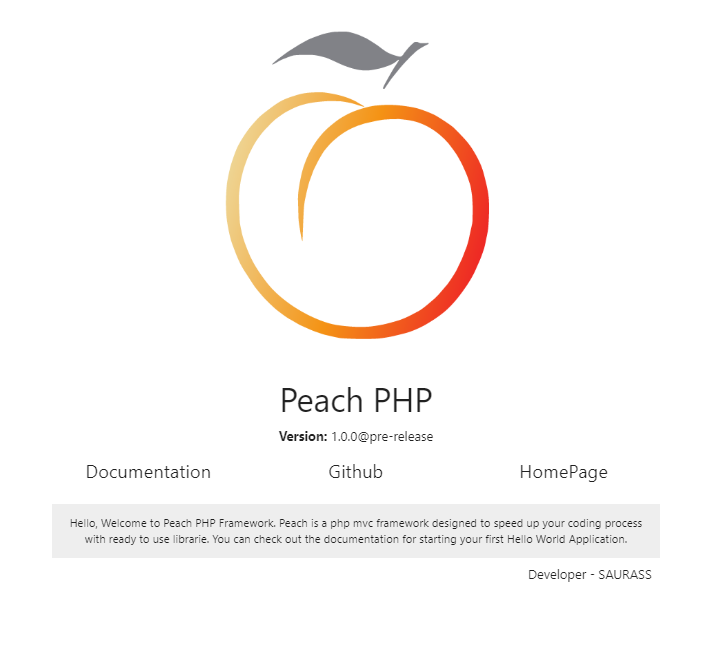 Peach PHP
Version: 1.0.0@pre-release
Documentation
Github
HomePage
Hello, Welcome to Peach PHP Framework. Peach is a php mvc framework designed to speed up your coding process
with ready to use librarie. You can check out the documentation for starting your first Hello World Application.
Developer - SAURASS